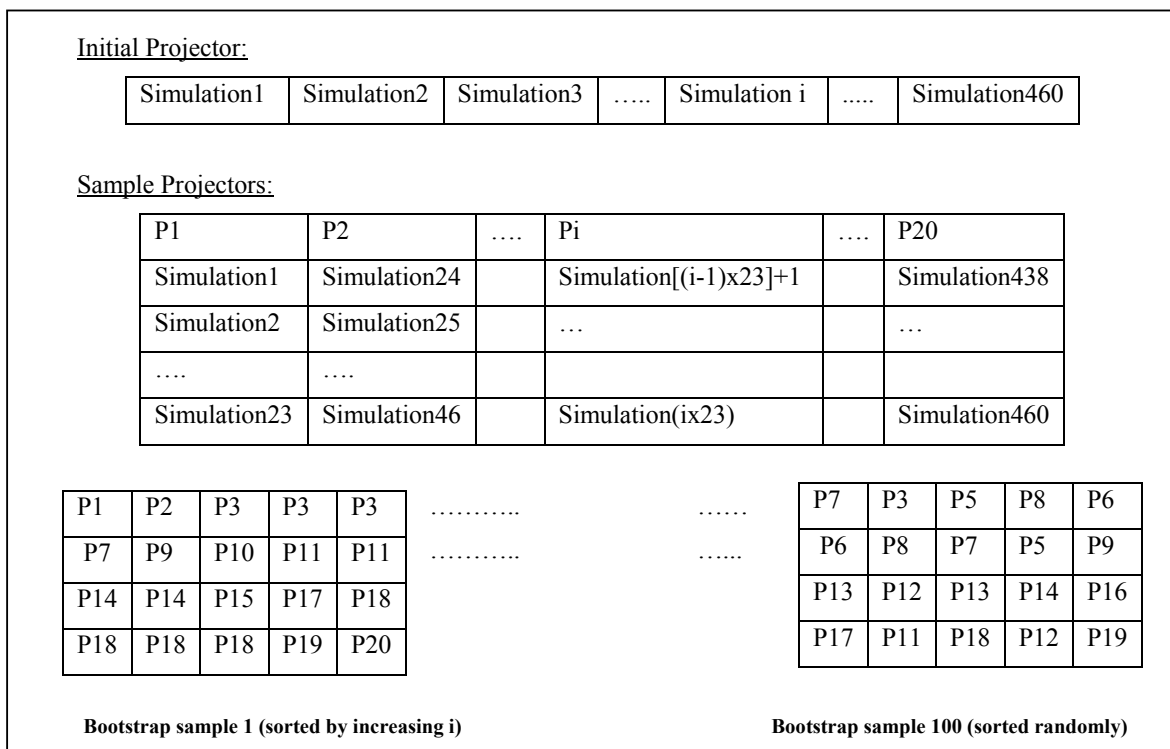 Initial Projector:
Simulation1 Simulation2 Simulation3 ….. Simulation i ..... Simulation460
Sample Projectors:
P1 P2 …. Pi …. P20
Simulation1 Simulation24 Simulation[(i-1)x23]+1 Simulation438
Simulation2 Simulation25 … …
…. ….
Simulation23 Simulation46 Simulation(ix23) Simulation460
P1 P2 P3 P3 P3 ……….. …… P7 P3 P5 P8 P6
P7 P9 P10 P11 P11 ……….. …... P6 P8 P7 P5 P9
P14 P14 P15 P17 P18 P13 P12 P13 P14 P16
P18 P18 P18 P19 P20 P17 P11 P18 P12 P19
Bootstrap sample 1 (sorted by increasing i) Bootstrap sample 100 (sorted randomly)